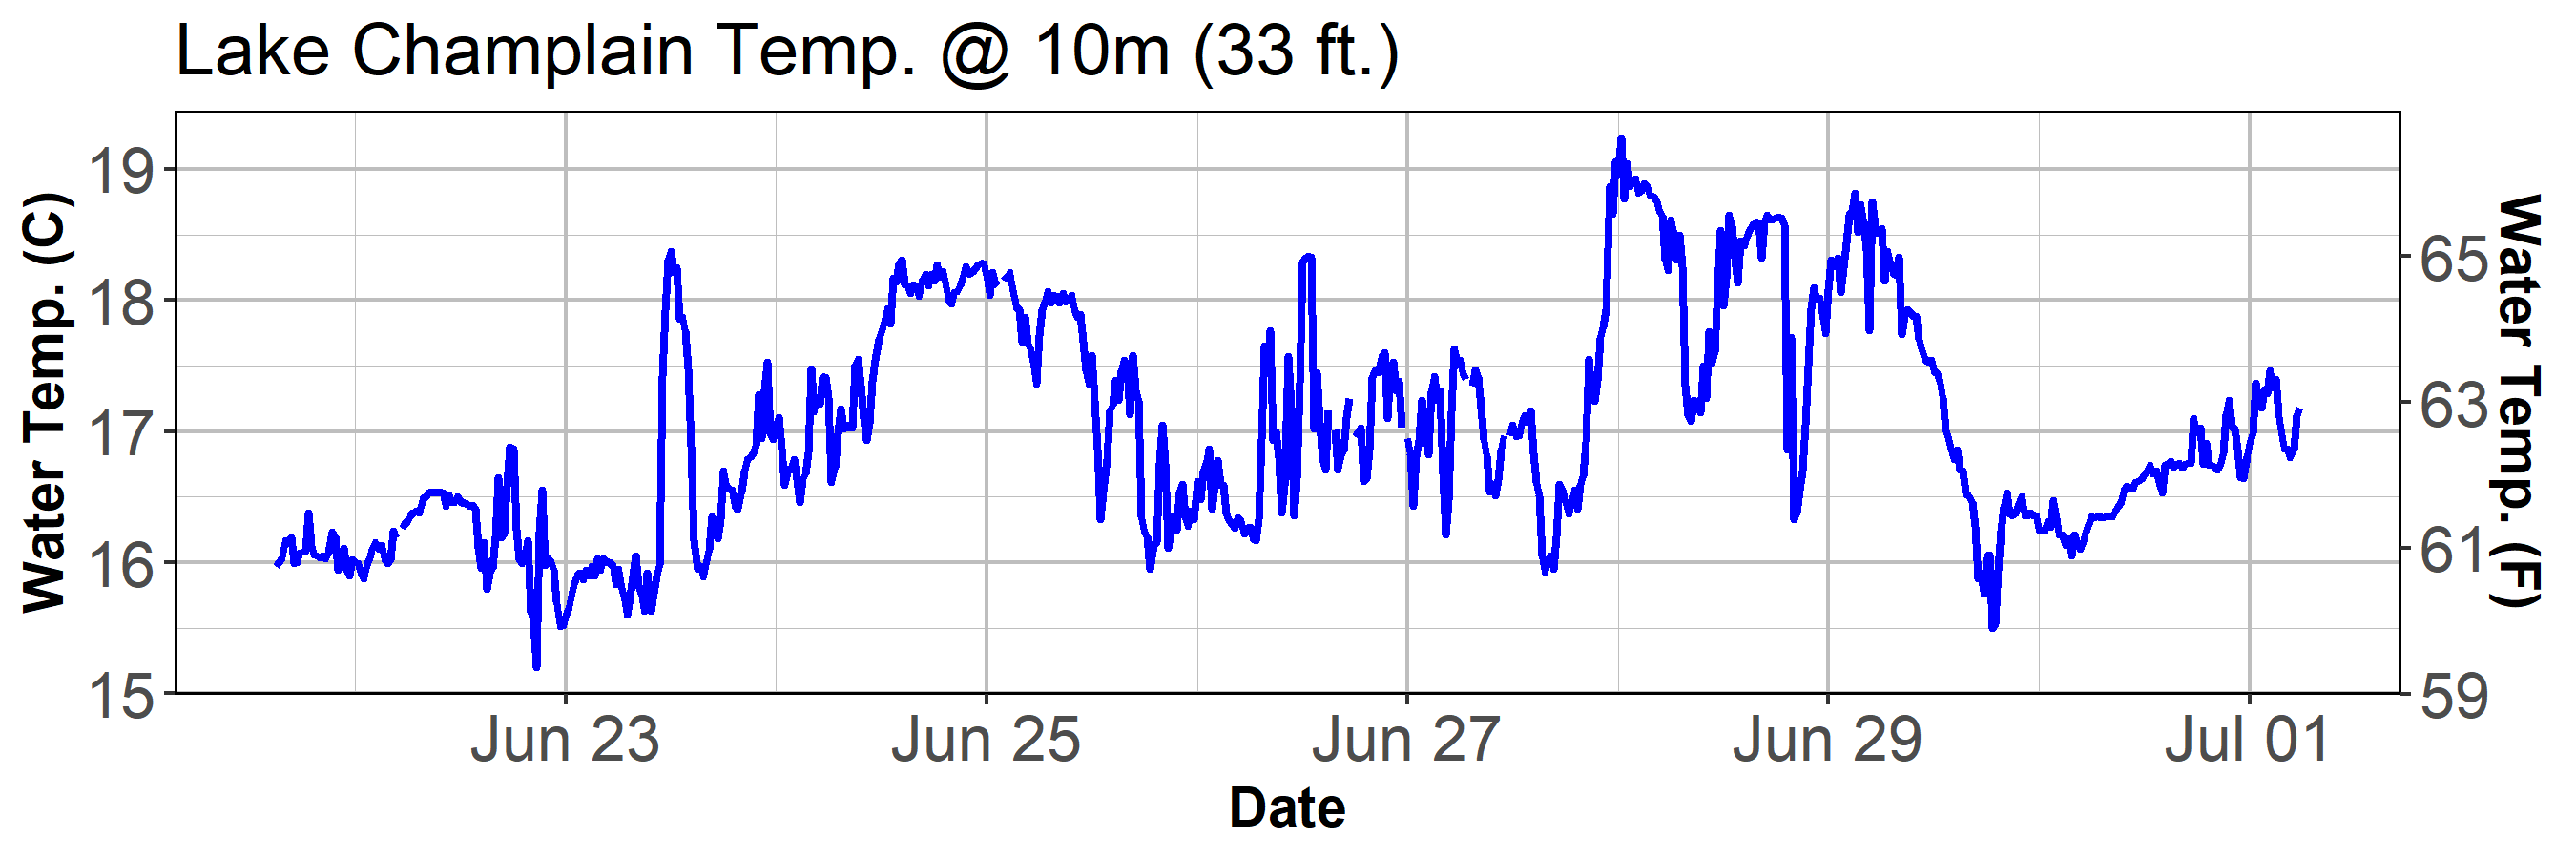 Lake Champlain Temp. @ 10m (33 ft.)
Water Temp. (C)
19
18
17
16
15
65
63
61
59
Water Temp. (F)
Jun 23
Jun 25
Jun 27
Jun 29
Jul 01
Date